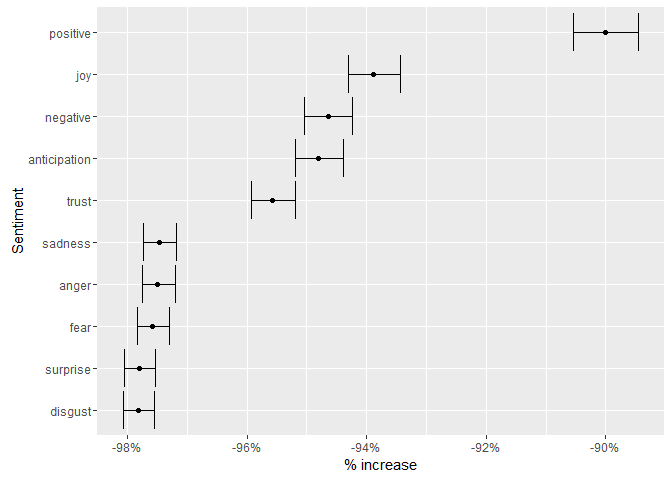 positive
joy
negative
anticipation
trust
sadness
anger
fear
surprise
disgust
Sentiment
-98% -96% -94% -92% -90%
% increase